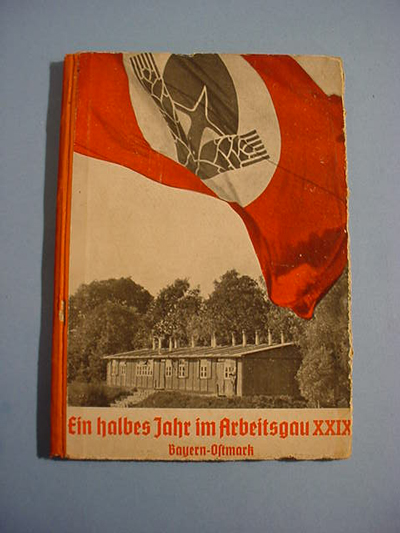 Ein halbes Jahr im Arbeitsgau XXIX
Bayern-Ostmark